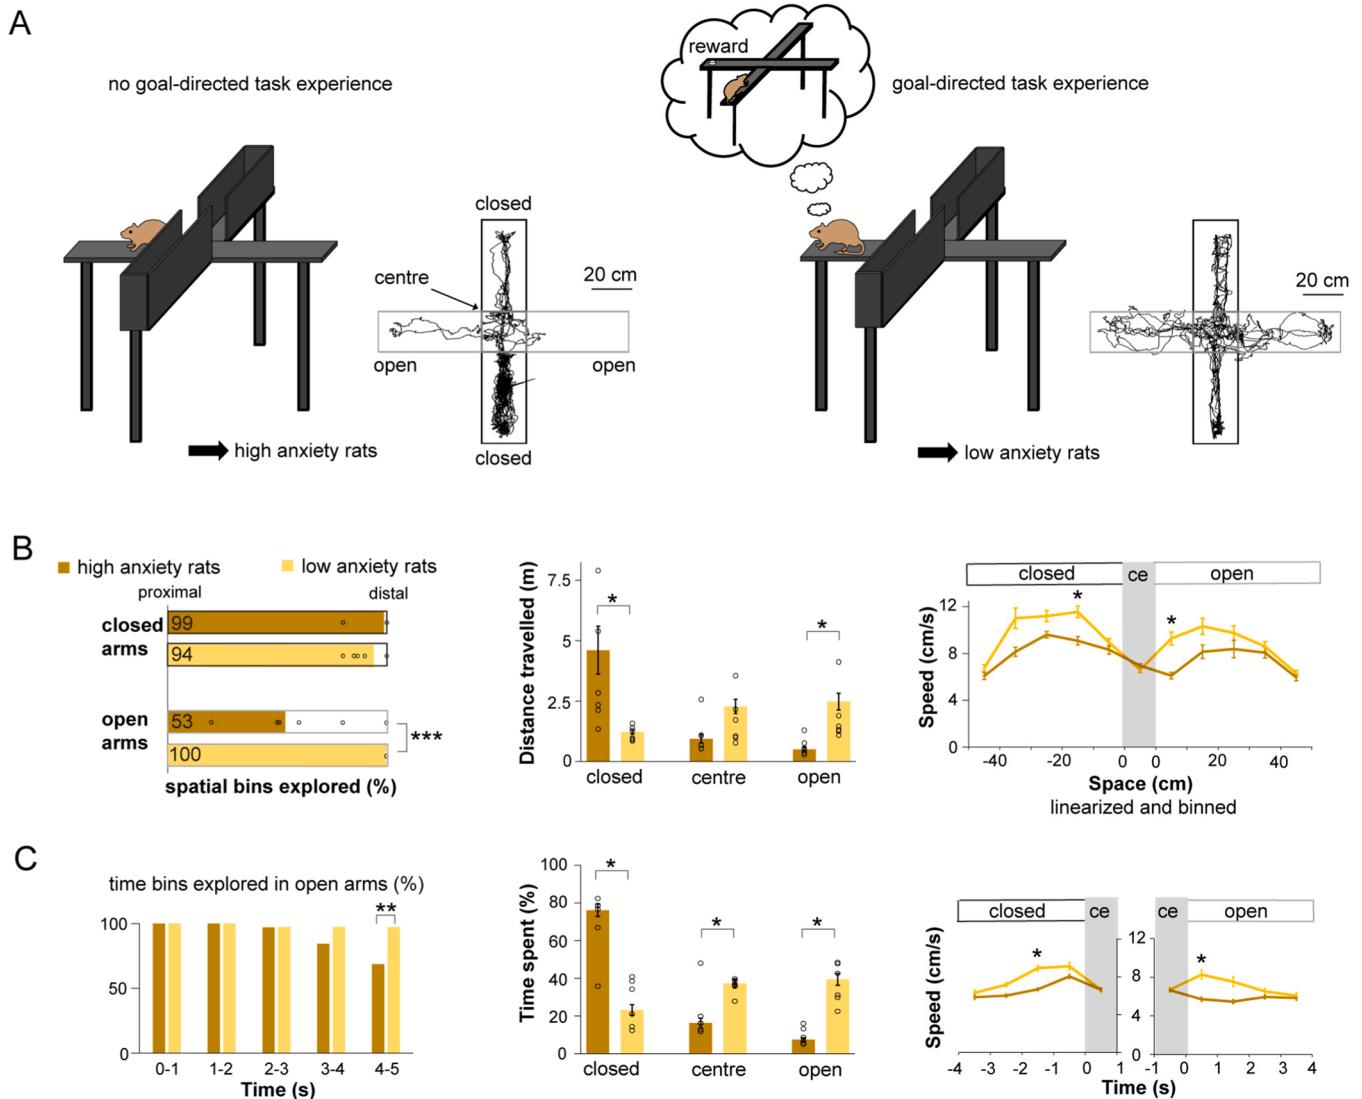 A
no goal-directed task experience
reward
goal-directed task experience
closed
centre
20 cm
open
open
closed
high anxiety rats
20 cm
low anxiety rats
B
high anxiety rats
low anxiety rats
proximal
distal
closed
arms
99
94
open
arms
53
100
***
spatial bins explored (%)
Distance travelled (m)
7.5
5
2.5
0
*
*
closed
centre
open
closed
ce
open
Speed (cm/s)
12
8
4
0
*
*
-40
-20
0
0
20
40
Space (cm)
linearized and binned
C
time bins explored in open arms (%)
100
50
0
**
0-1
1-2
2-3
3-4
4-5
Time (s)
Time spent (%)
100
80
60
40
20
0
*
*
*
closed
centre
open
closed
ce
ce
open
Speed (cm/s)
*
*
12
8
4
0
12
8
4
0
-4
-3
-2
-1
0
1
-1
0
1
2
3
4
Time (s)